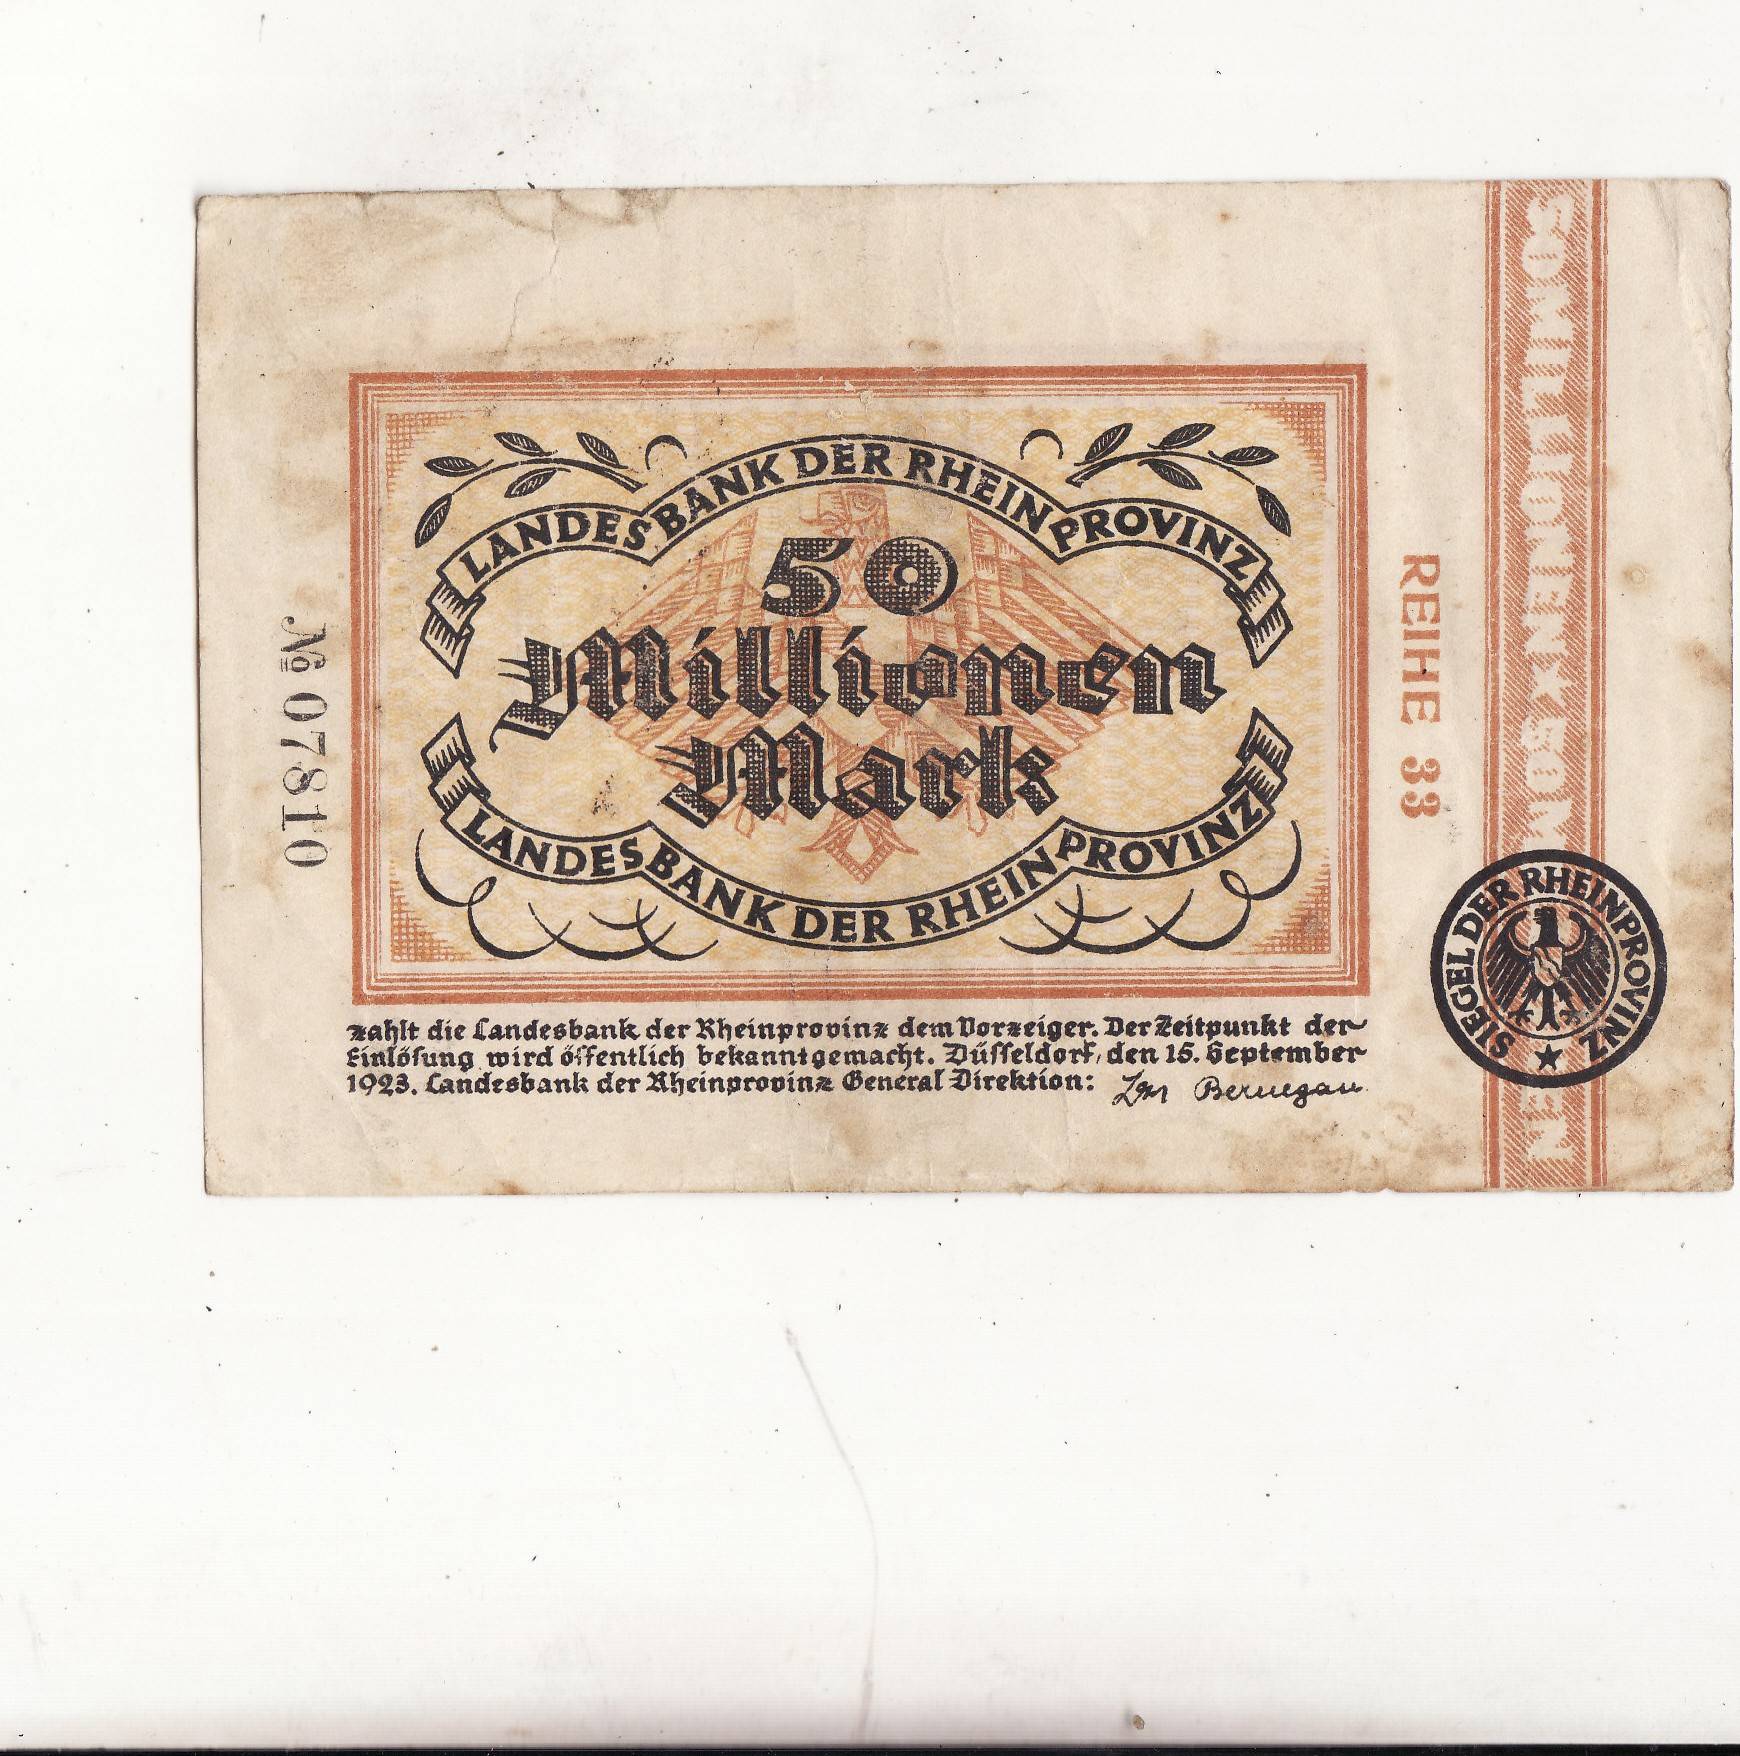 LANDESBANK DER RHEINPROVINZ
50
Millionen
Mark
LANDESBANK DER RHEINPROVINZ
zahlt die Landesbank der Rheinprovinz dem Vorzeiger. Der Zeitpunkt der
Einlösung wird öffentlich bekanntgemacht. Düsseldorf, den 15. September
1923. Landesbank der Rheinprovinz General Direktion:
№ 07810
REIHE 33
50 MILLIONEN * 50 M EN
SIEGEL DER RHEINPROVINZ